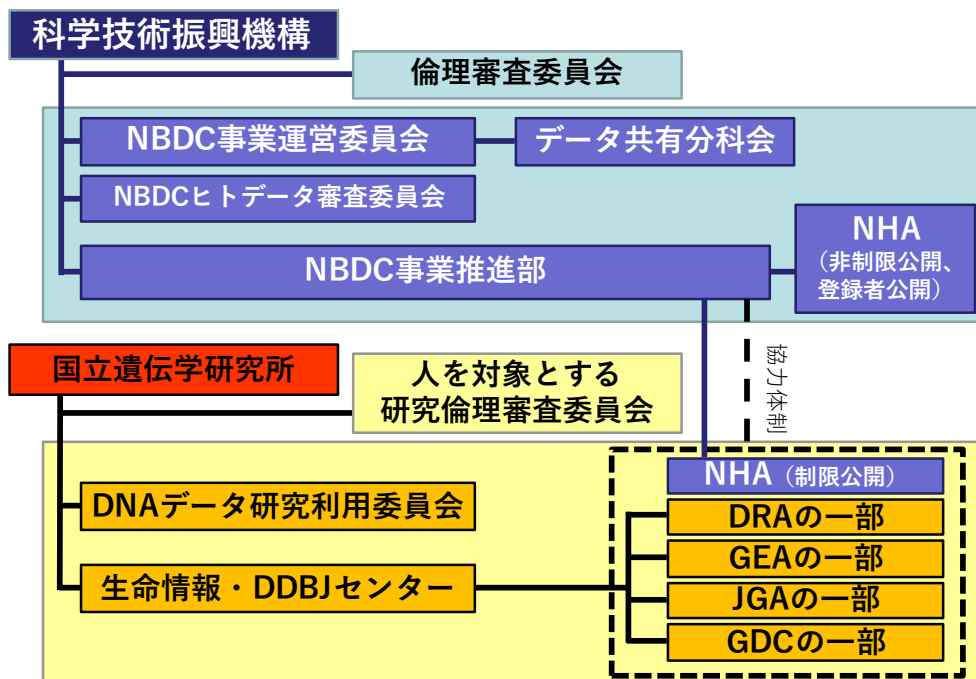 科学技術振興機構
倫理審査委員会
NBDC事業運営委員会
データ共有分科会
NBDCヒトデータ審査委員会
NBDC事業推進部
NHA
（非制限公開、
登録者公開）
協力体制
国立遺伝学研究所
人を対象とする
研究倫理審査委員会
NHA（制限公開）
DNAデータ研究利用委員会
DRAの一部
GEAの一部
生命情報・DDBJセンター
JGAの一部
GDCの一部